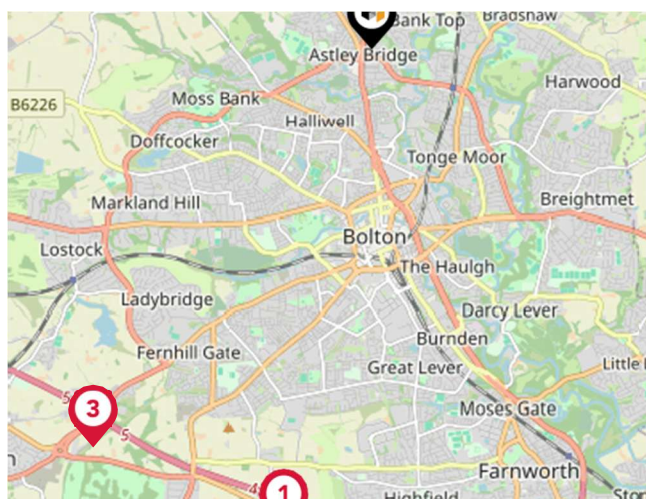 Bank Top
Bradshaw
Astley Bridge
Harwood
B6226
Moss Bank
Halliwell
Doffcocker
Tonge Moor
Markland Hill
Breightmet
Bolton
Lostock
The Haulgh
Ladybridge
Darcy Lever
Burnden
Fernhill Gate
Great Lever
Little
5
3
5
Moses Gate
Farnworth
4
1
Highfield